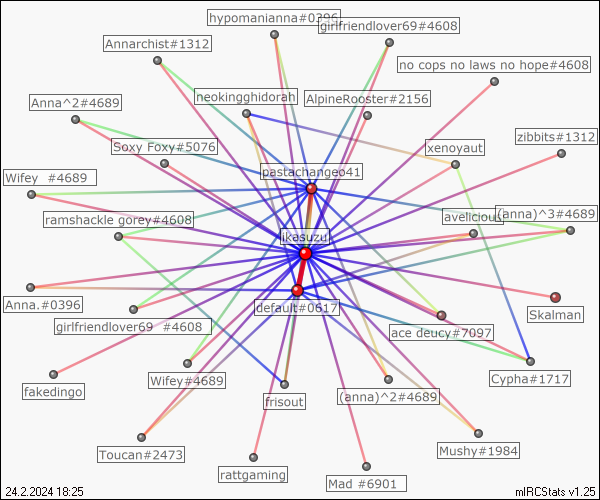 hypomanianna#0396
girlfriendlover69#4608
Annarchist#1312
no cops no laws no hope#4608
neokingghidorah
AlpineRooster#2156
Anna^2#4689
zibbits#1312
Soxy Foxy#5076
xenoyaut
pastachangeo41
Wifey #4689
ramshackle gorey#4608
avelicious
(anna)^3#4689
ikasuzu
Anna.#0396
default#0617
Skalman
girlfriendlover69 #4608
ace deucy#7097
Wifey#4689
Cypha#1717
fakedingo
frisout
(anna)^2#4689
Toucan#2473
Mushy#1984
rattgaming
Mad #6901
24.2.2024 18:25
mIRCStats v1.25